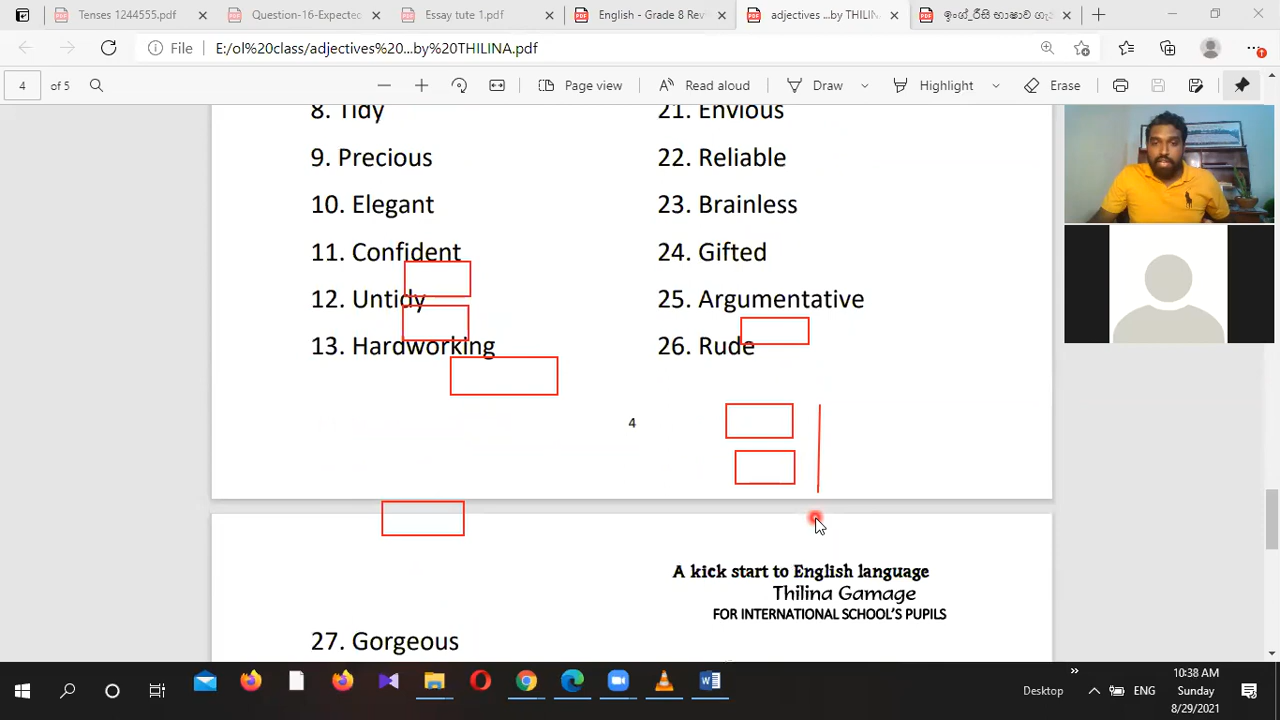 Tenses 1244555.pdf
Question-16-Expected
Essay tute 1.pdf
English - Grade 8 Rev
adjectives ...by THILIN
ඉංග්‍රීසි භාෂාව ගැ
File
E:/ol%20class/adjectives%20...by%20THILINA.pdf
4 of 5
Page view
Read aloud
Draw
Highlight
Erase
8. Tidy
9. Precious
10. Elegant
11. Confident
12. Untidy
13. Hardworking
21. Envious
22. Reliable
23. Brainless
24. Gifted
25. Argumentative
26. Rude
4
A kick start to English language
Thilina Gamage
FOR INTERNATIONAL SCHOOL'S PUPILS
27. Gorgeous
Desktop
ENG
10:38 AM
Sunday
8/29/2021